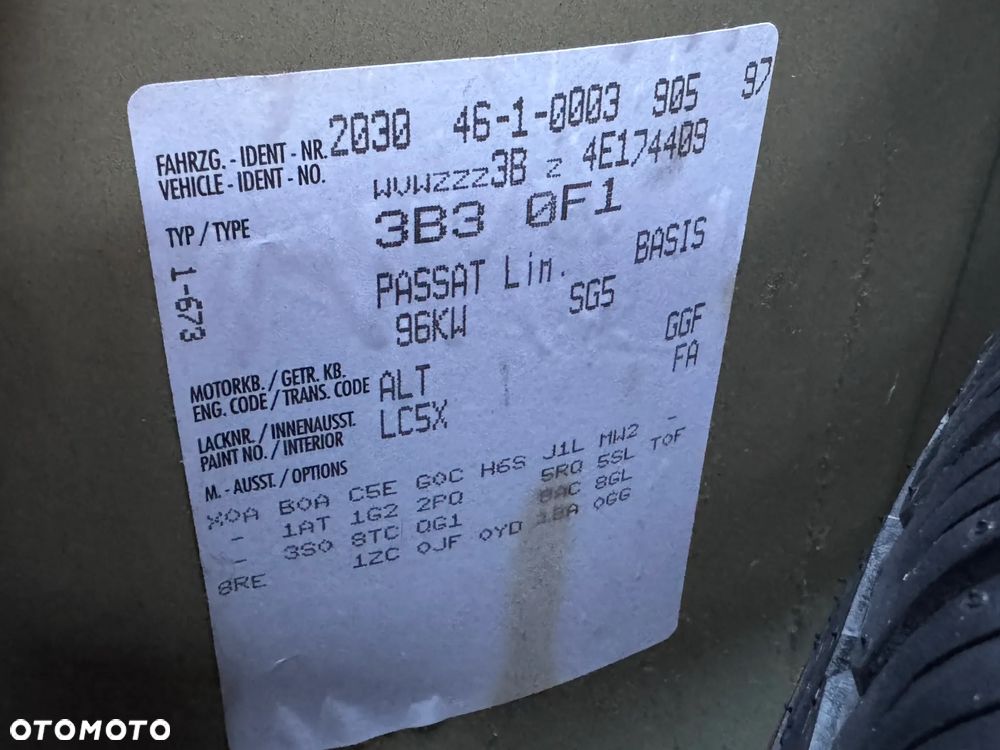 2030 46-1-0003 905 97
FAHRZG. - IDENT - NR.
VEHICLE - IDENT - NO. WVWZZZ3B Z 4E174409
TYP / TYPE 3B3 0F1
1-673
PASSAT Lim. BASIS
96KW SG5
MOTORKB. / GETR. KB.
ENG. CODE / TRANS. CODE ALT GGF
LACKNR. / INNENAUSST.
PAINT NO. / INTERIOR LC5X FA
M. - AUSST. / OPTIONS
X0A B0A C5E G0C H6S J1L MW2 -
- 1AT 1G2 2PQ 5RQ 5SL T0F
- 3S0 8TC QG1 8AC 8GL
8RE 1ZC 0JF 0YD 1BA 0GG
OTOMOTO